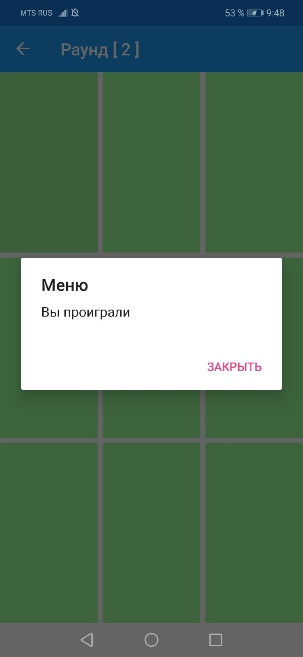 MTS RUS 53 % 9:48
Раунд [ 2 ]
Меню
Вы проиграли
ЗАКРЫТЬ